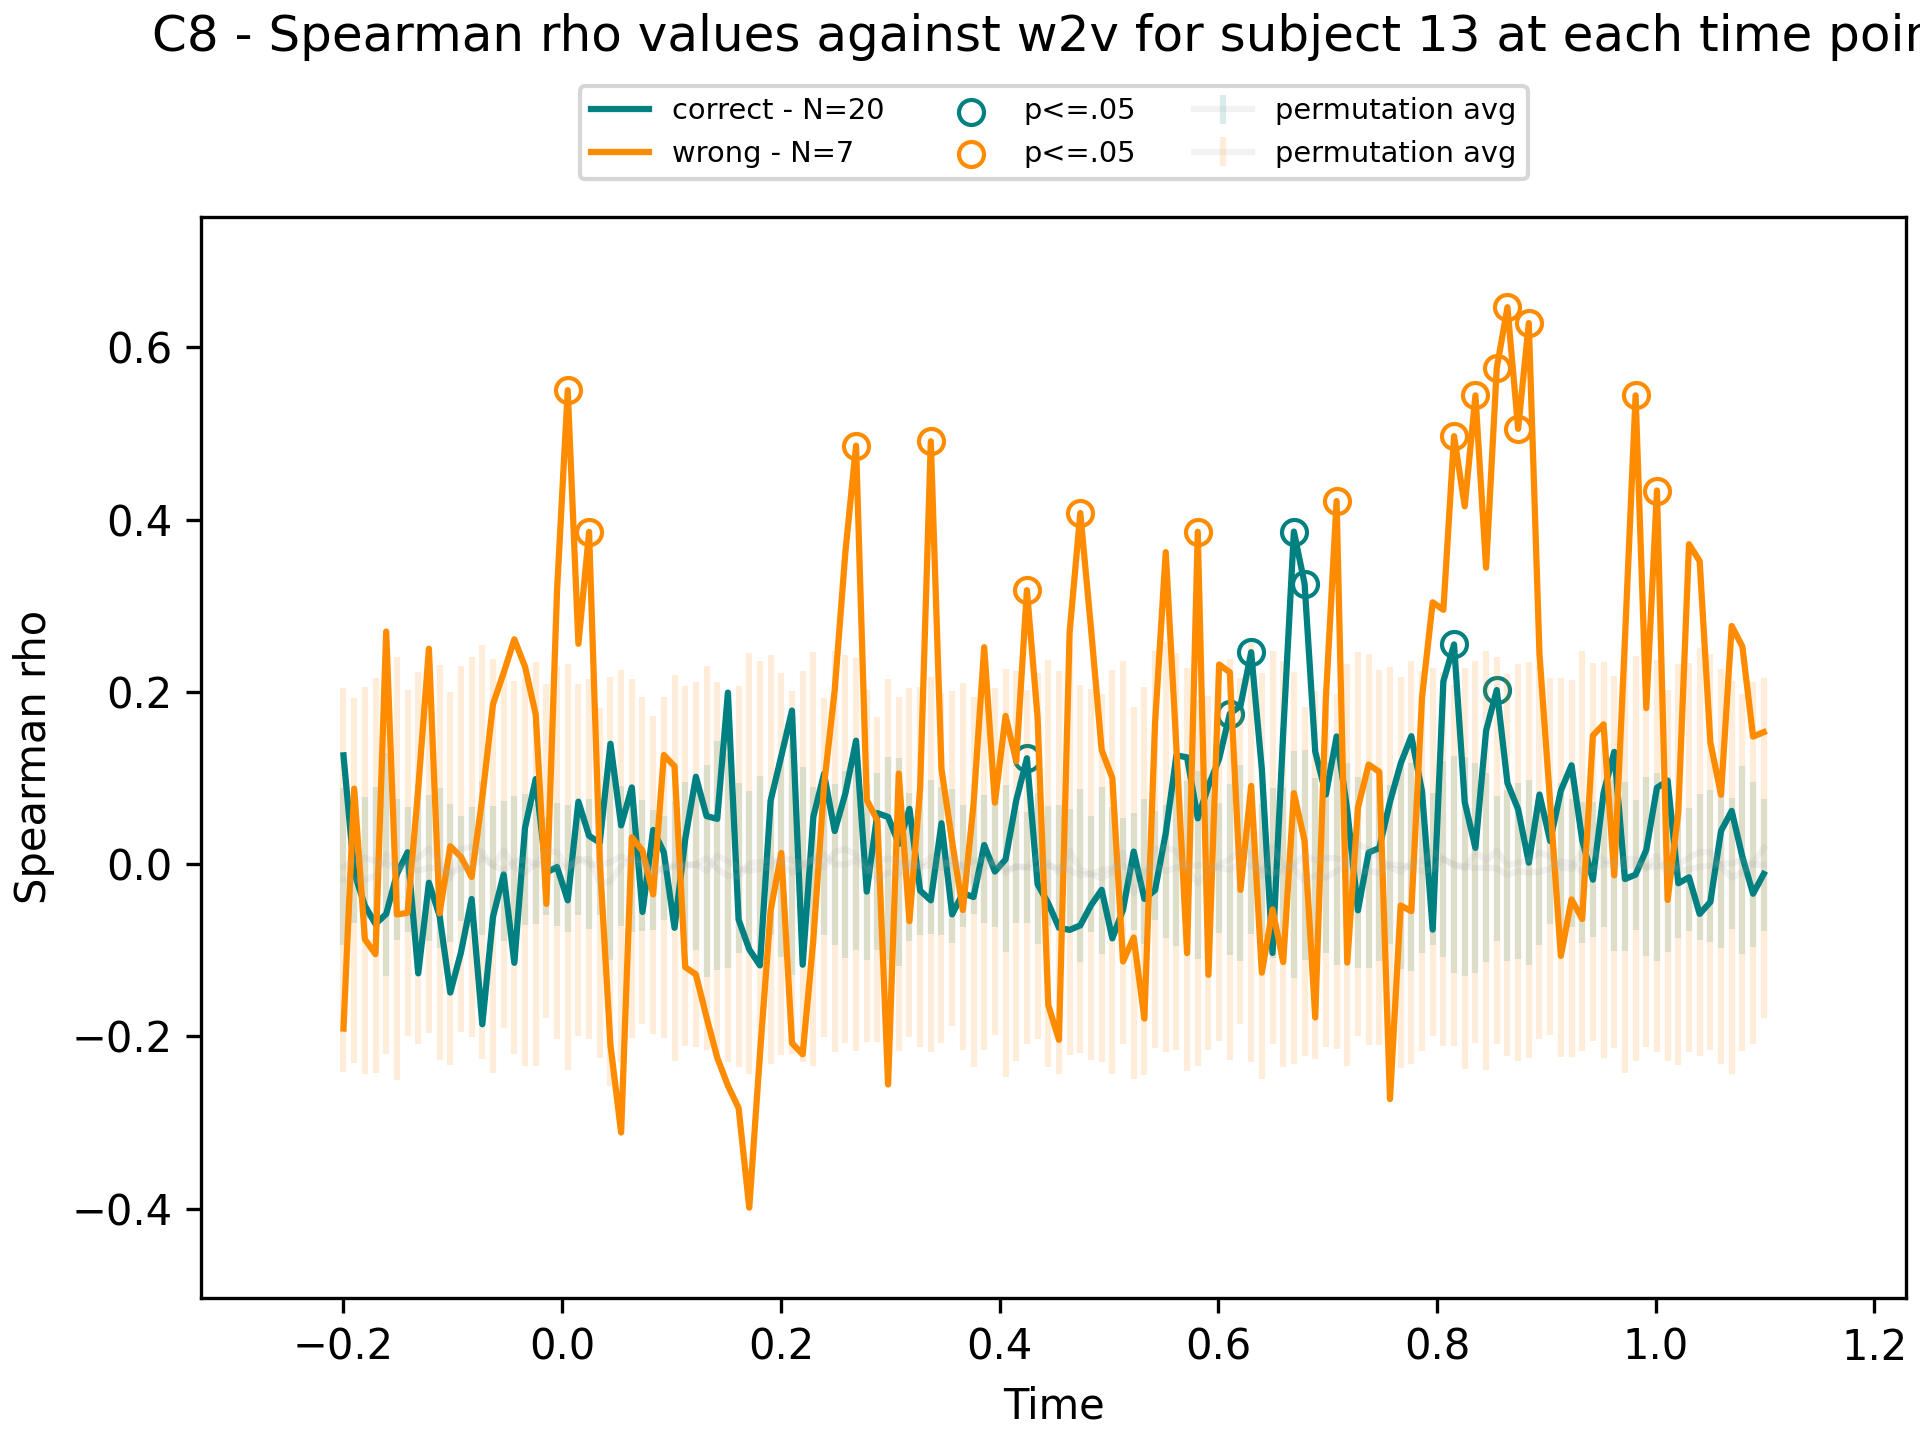 C8 - Spearman rho values against w2v for subject 13 at each time poin
correct - N=20 p<=.05 permutation avg
wrong - N=7 p<=.05 permutation avg
0.6
0.4
0.2
0.0
−0.2
−0.4
Spearman rho
−0.2 0.0 0.2 0.4 0.6 0.8 1.0 1.2
Time